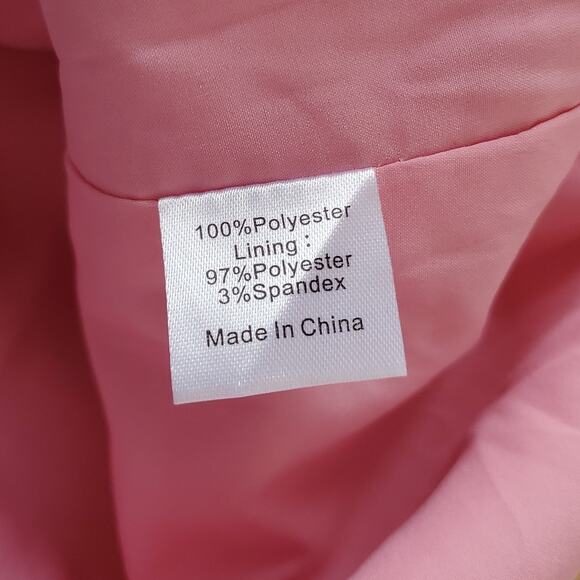 100%Polyester
Lining :
97%Polyester
3%Spandex
Made In China